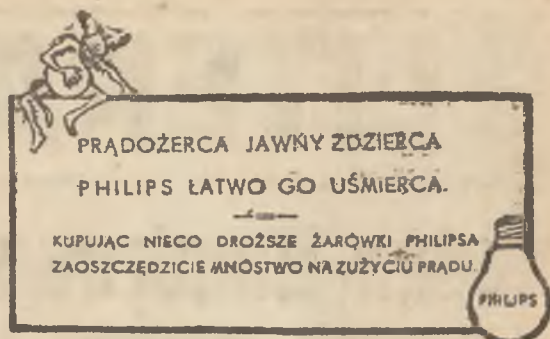 PRĄDOŻERCA JAWNY ZDZIERCA
PHILIPS ŁATWO GO UŚMIERCA.
KUPUJĄC NIECO DROŻSZE ŻARÓWKI PHILIPSA
ZAOSZCZĘDZICIE MNÓSTWO NA ZUŻYCIU PRĄDU.
PHILIPS